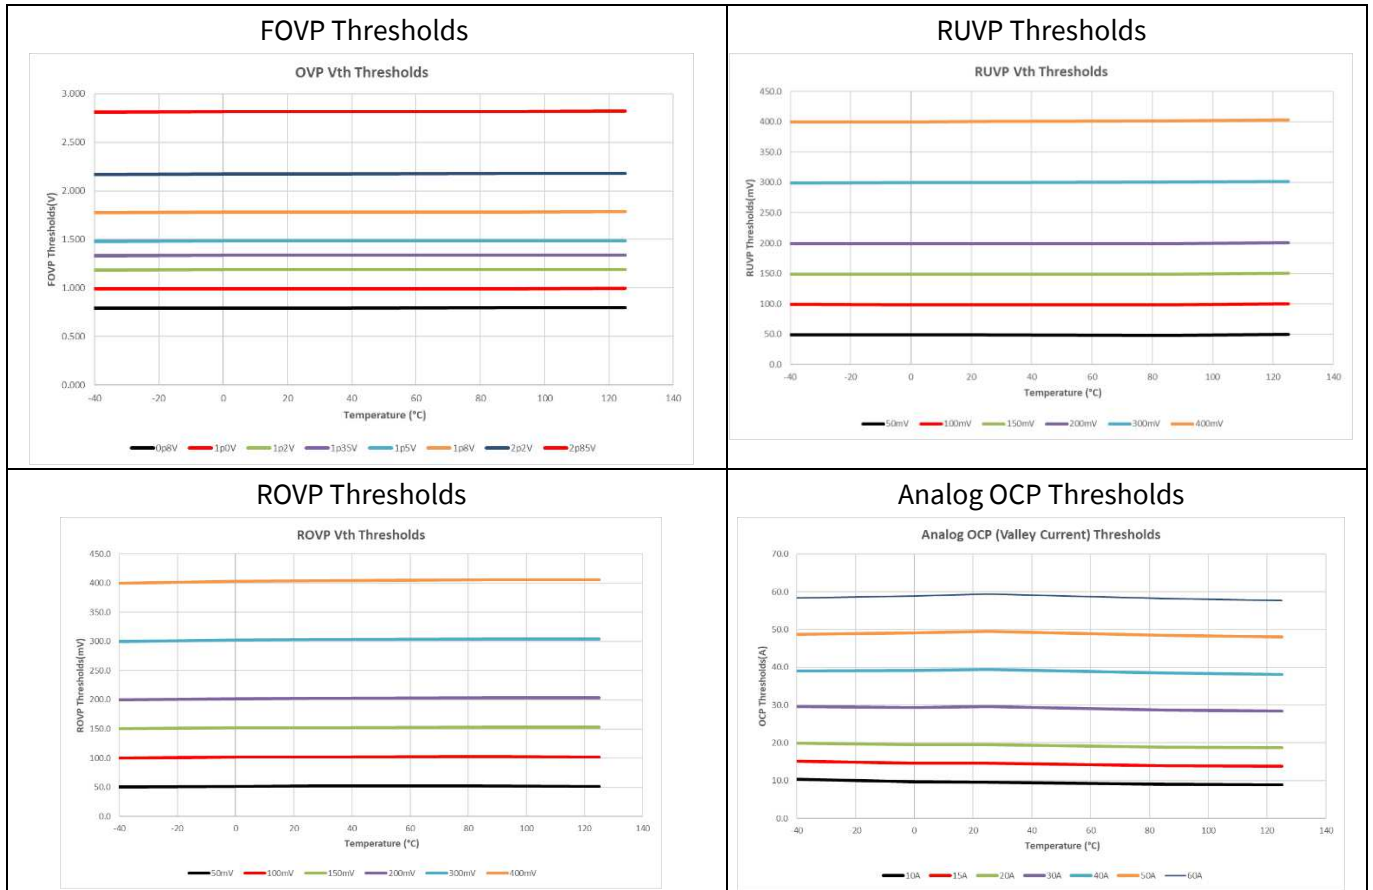 FOVP Thresholds
OVP Vth Thresholds
FOVP Thresholds(V)
3.000
2.500
2.000
1.500
1.000
0.500
0.000
-40 -20 0 20 40 60 80 100 120 140
Temperature (°C)
0p8V 1p0V 1p2V 1p35V 1p5V 1p8V 2p2V 2p85V
RUVP Thresholds
RUVP Vth Thresholds
RUVP Thresholds(mV)
450.0
400.0
350.0
300.0
250.0
200.0
150.0
100.0
50.0
0.0
-40 -20 0 20 40 60 80 100 120 140
Temperature (°C)
50mV 100mV 150mV 200mV 300mV 400mV
ROVP Thresholds
ROVP Vth Thresholds
ROVP Thresholds(mV)
450.0
400.0
350.0
300.0
250.0
200.0
150.0
100.0
50.0
0.0
-40 -20 0 20 40 60 80 100 120 140
Temperature (°C)
50mV 100mV 150mV 200mV 300mV 400mV
Analog OCP Thresholds
Analog OCP (Valley Current) Thresholds
OCP Thresholds(A)
70.0
60.0
50.0
40.0
30.0
20.0
10.0
0.0
40 20 0 20 40 60 80 100 120 140
Temperature (°C)
10A 15A 20A 30A 40A 50A 60A